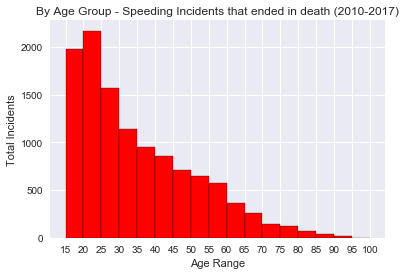 By Age Group - Speeding Incidents that ended in death (2010-2017)
2000
1500
1000
500
0
Total Incidents
15 20 25 30 35 40 45 50 55 60 65 70 75 80 85 90 95 100
Age Range